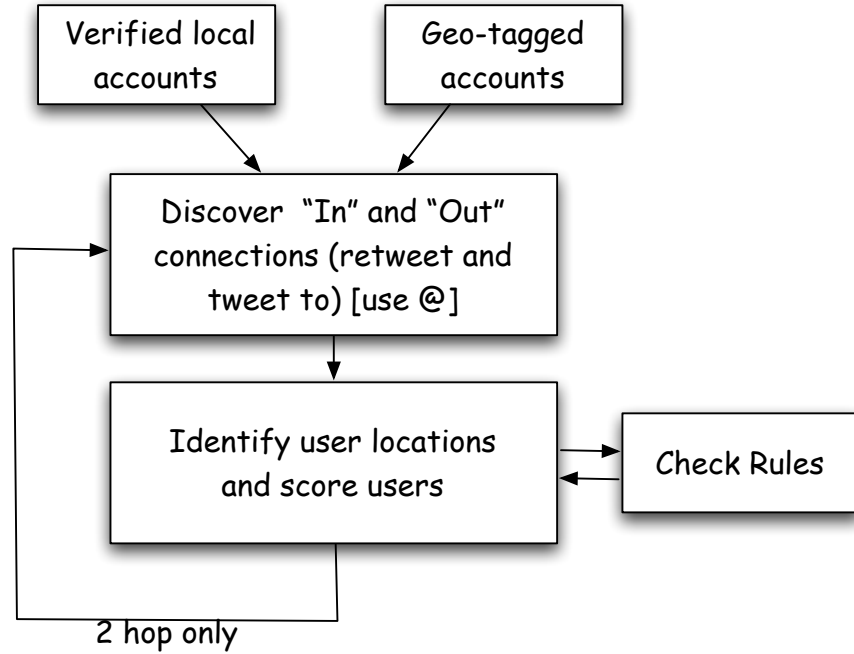 Verified local
accounts
Geo-tagged
accounts
Discover “In” and “Out”
connections (retweet and
tweet to) [use @]
Identify user locations
and score users
Check Rules
2 hop only